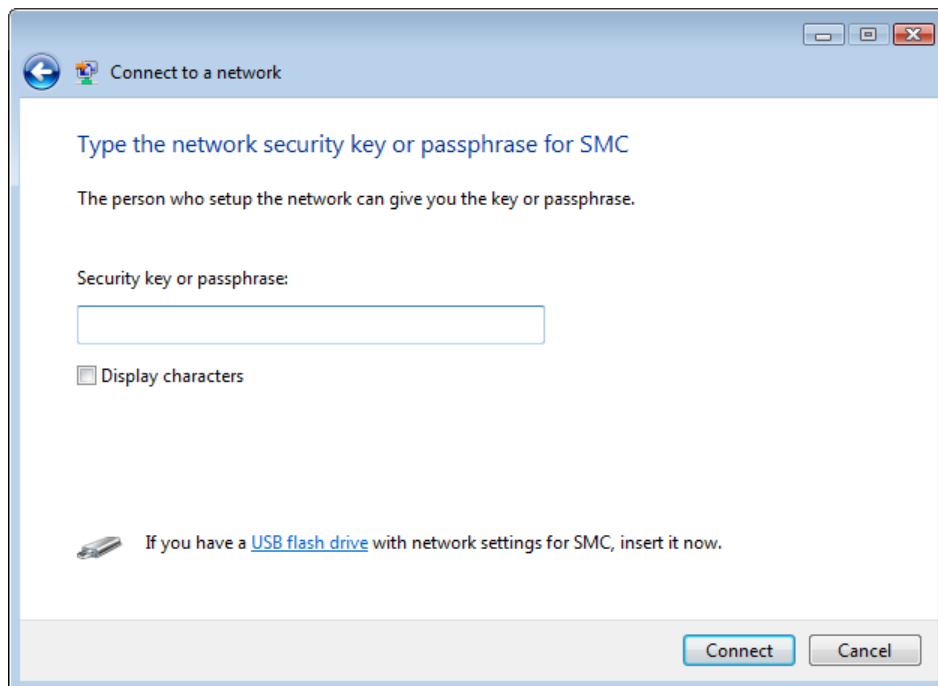 Connect to a network
Type the network security key or passphrase for SMC
The person who setup the network can give you the key or passphrase.
Security key or passphrase:
Display characters
If you have a USB flash drive with network settings for SMC, insert it now.
Connect Cancel